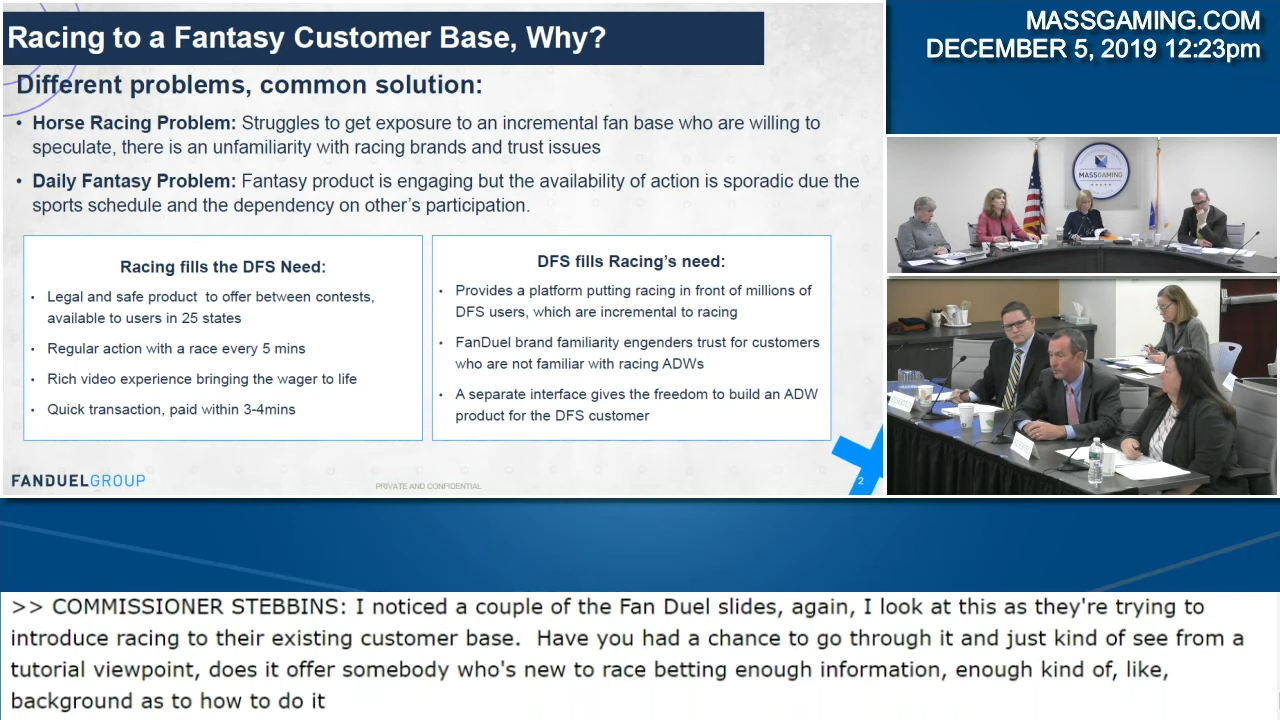 Racing to a Fantasy Customer Base, Why?
Different problems, common solution:
• Horse Racing Problem: Struggles to get exposure to an incremental fan base who are willing to
speculate, there is an unfamiliarity with racing brands and trust issues
• Daily Fantasy Problem: Fantasy product is engaging but the availability of action is sporadic due the
sports schedule and the dependency on other's participation.
Racing fills the DFS Need:
• Legal and safe product to offer between contests,
available to users in 25 states
• Regular action with a race every 5 mins
• Rich video experience bringing the wager to life
• Quick transaction, paid within 3-4mins
DFS fills Racing's need:
• Provides a platform putting racing in front of millions of
DFS users, which are incremental to racing
• FanDuel brand familiarity engenders trust for customers
who are not familiar with racing ADWs
• A separate interface gives the freedom to build an ADW
product for the DFS customer
FANDUELGROUP
PRIVATE AND CONFIDENTIAL
2
MASSGAMING.COM
DECEMBER 5, 2019 12:23pm
MASSGAMING
>> COMMISSIONER STEBBINS: I noticed a couple of the Fan Duel slides, again, I look at this as they're trying to
introduce racing to their existing customer base.  Have you had a chance to go through it and just kind of see from a
tutorial viewpoint, does it offer somebody who's new to race betting enough information, enough kind of, like,
background as to how to do it